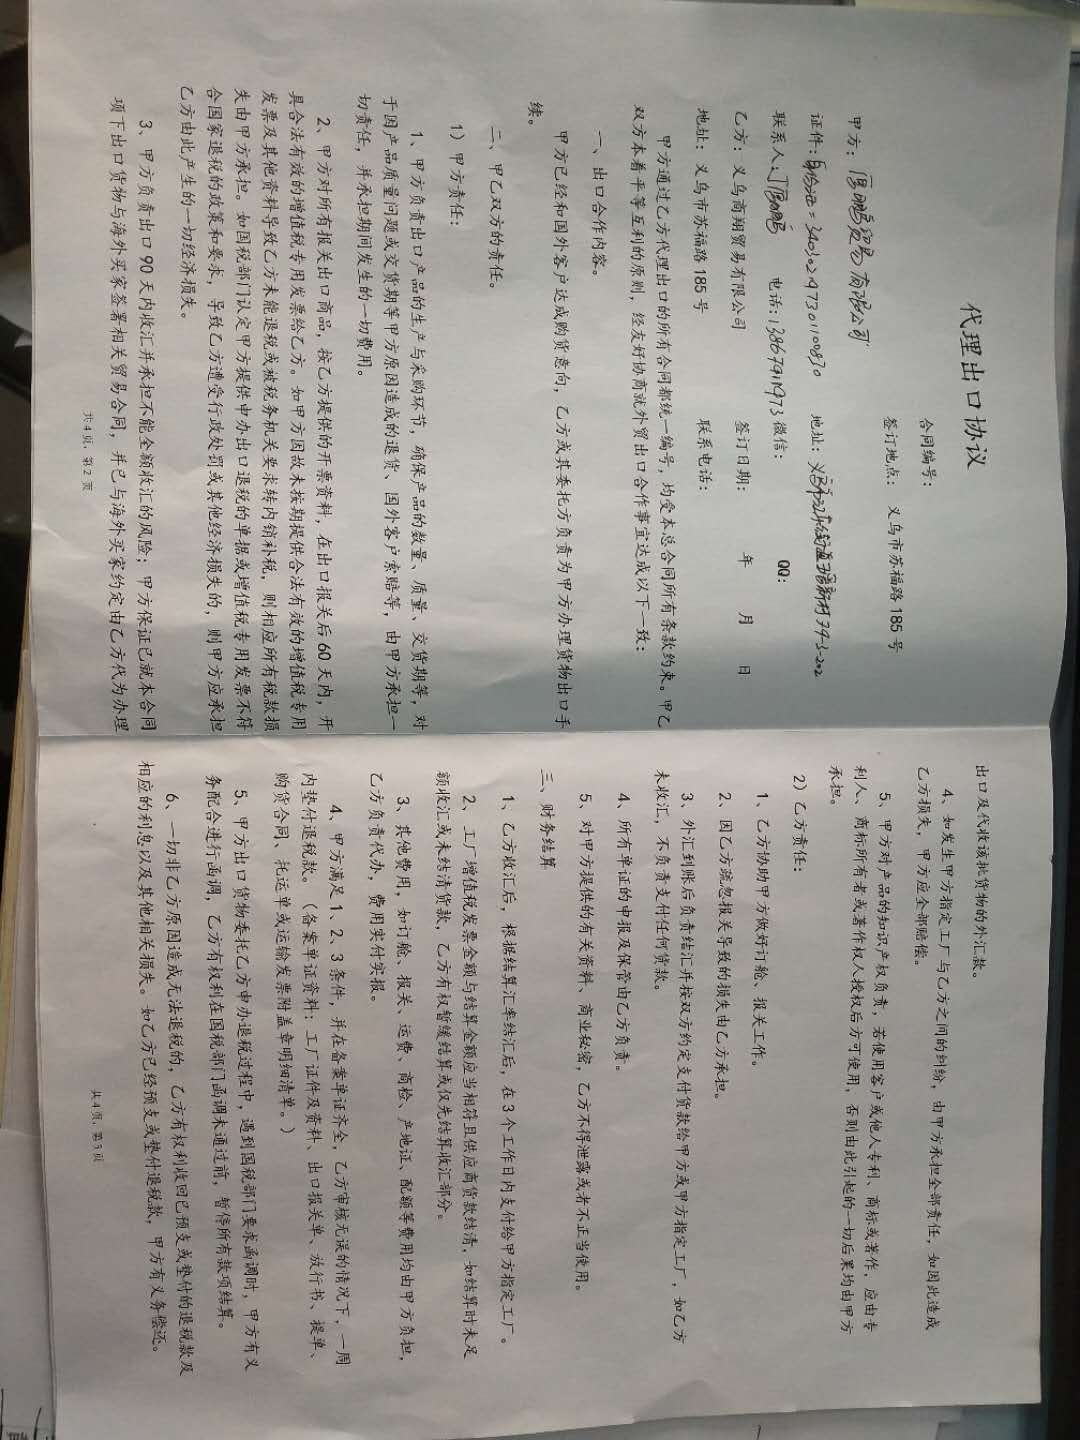 代理出口协议
合同编号：
签订地点： 义乌市苏福路 185 号
甲方： 贸易有限公司
证件： 地址：
联系人： 电话：13867911973 微信： QQ：
乙方：义乌商翔贸易有限公司 签订日期： 年 月 日
地址：义乌市苏福路 185 号 联系电话：
甲方通过乙方代理出口的所有合同都统一编号，均受本总合同所有条款约束。甲乙
双方本着平等互利的原则，经友好协商就外贸出口合作事宜达成以下一致：
一、出口合作内容。
甲方已经和国外客户达成购货意向，乙方或其委托方负责为甲方办理货物出口手
续。
二、甲乙双方的责任。
1）甲方责任：
1、甲方负责出口产品的生产与采购环节，确保产品的数量、质量、交货期等，对
于因产品质量问题或交货期等甲方原因造成的退货、国外客户索赔等，由甲方承担一
切责任，并承担期间发生的一切费用。
2、甲方对所有报关出口商品，按乙方提供的开票资料，在出口报关后 60 天内，开
具合法有效的增值税专用发票给乙方。如甲方因故未按期提供合法有效的增值税专用
发票及其他资料导致乙方未能退税或被税务机关要求转内销补税，则相应所有税款损
失由甲方承担。如国税部门认定甲方提供申办出口退税的单据或增值税专用发票不符
合国家退税的政策和要求，导致乙方遭受行政处罚或其他经济损失的，则甲方应承担
乙方由此产生的一切经济损失。
3、甲方负责出口 90 天内收汇并承担不能全额收汇的风险；甲方保证已就本合同
项下出口货物与海外买家签署相关贸易合同，并已与海外买家约定由乙方代为办理
共 4 页，第 2 页
出口及代收该批货物的外汇款。
4、如发生甲方指定工厂与乙方之间的纠纷，由甲方承担全部责任，如因此造成
乙方损失，甲方应全部赔偿。
5、甲方对产品的知识产权负责，若使用客户或他人专利、商标或著作，应由专
利人、商标所有者或著作权人授权后方可使用，否则由此引起的一切后果均由甲方
承担。
2）乙方责任：
1、乙方协助甲方做好订舱、报关工作。
2、因乙方疏忽报关导致的损失由乙方承担。
3、外汇到账后负责结汇并按双方约定支付货款给甲方或甲方指定工厂，如乙方
未收汇，不负责支付任何货款。
4、所有单证的申报及保管由乙方负责。
5、对甲方提供的有关资料、商业秘密，乙方不得泄露或者不正当使用。
三、财务结算
1、乙方收汇后，根据结算汇率结汇后，在 3 个工作日内支付给甲方指定工厂。
2、工厂增值税发票金额与结算金额应当相符且供应商货款结清，如结算时未足
额收汇或未结清货款，乙方有权暂缓结算或仅先结算收汇部分。
3、其他费用，如订舱、报关、运费、商检、产地证、配额等费用均由甲方负担，
乙方负责代办，费用实付实报。
4、甲方满足 1、2、3 条件，并在备案单证齐全，乙方审核无误的情况下，一周
内垫付退税款。（备案单证资料：工厂证件及资料、出口报关单、放行书、提单、
购货合同、托运单或运输发票附盖章明细清单。）
5、甲方出口货物委托乙方申办退税过程中，遇到国税部门要求函调时，甲方有义
务配合进行函调，乙方有权利在国税部门函调未通过前，暂停所有款项结算。
6、一切非乙方原因造成无法退税的，乙方有权利收回已预支或垫付的退税款及
相应的利息以及其他相关损失。如乙方已经预支或垫付退税款，甲方有义务偿还。
共 4 页，第 3 页